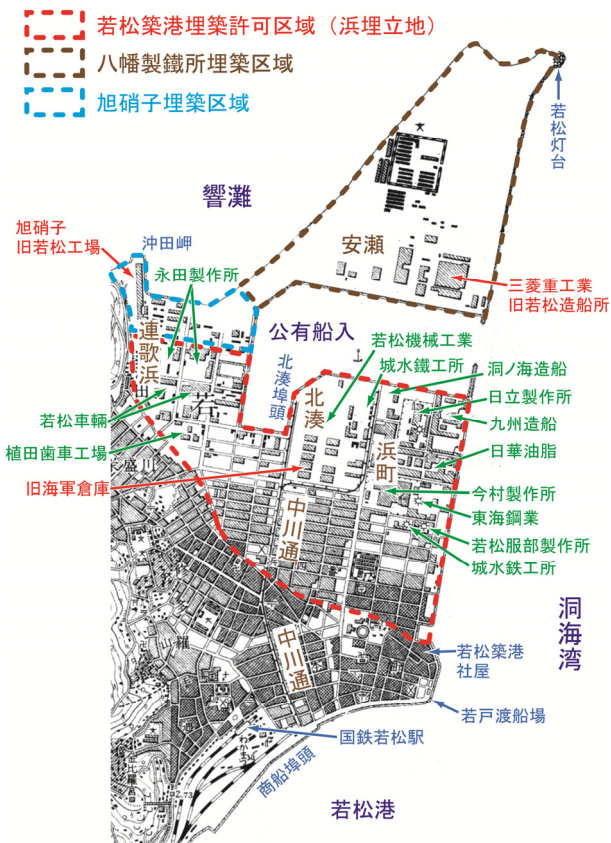 若松築港埋築許可区域（浜埋立地）
八幡製鐵所埋築区域
旭硝子埋築区域
若松灯台
響灘
旭硝子
旧若松工場
沖田岬
永田製作所
安瀬
三菱重工業
旧若松造船所
連歌浜
公有船入
北湊埠頭
若松機械工業
城水鐵工所
洞ノ海造船
日立製作所
九州造船
北湊
若松車輛
植田歯車工場
浜町
日華油脂
旧海軍倉庫
今村製作所
中川通
東海鋼業
若松服部製作所
城水鉄工所
洞海湾
中川通
若松築港
社屋
若戸渡船場
国鉄若松駅
商船埠頭
若松港